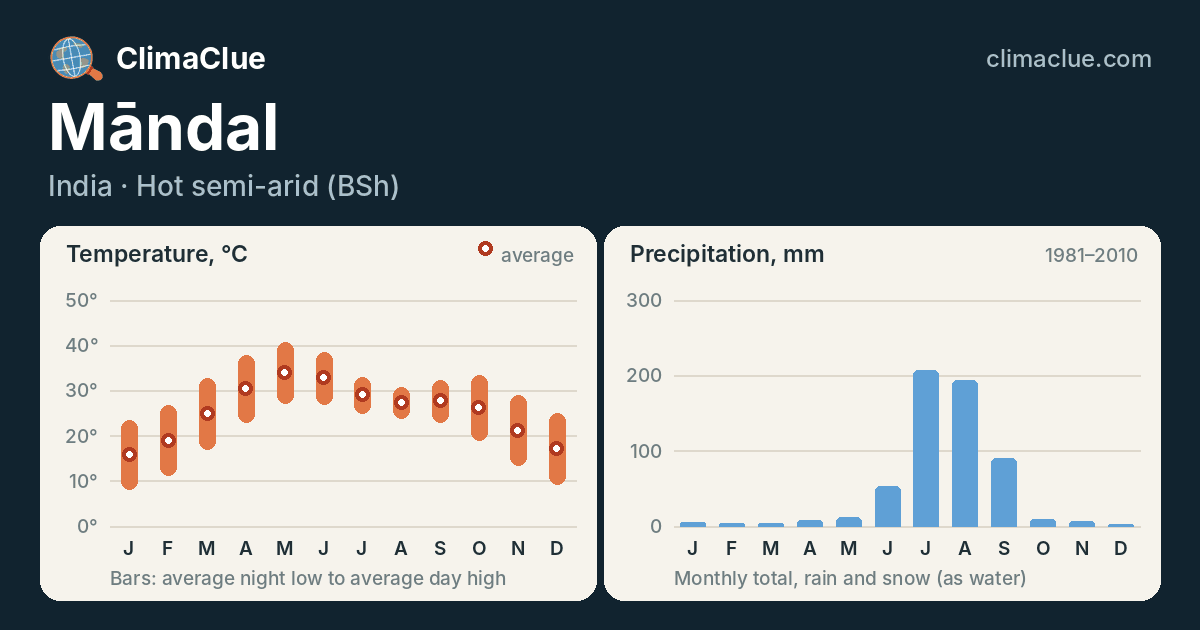 ClimaClue
climaclue.com
Māndal
India · Hot semi-arid (BSh)
Temperature, °C
average
50°
40°
30°
20°
10°
0°
J F M A M J J A S O N D
Bars: average night low to average day high
Precipitation, mm
1981–2010
300
200
100
0
J F M A M J J A S O N D
Monthly total, rain and snow (as water)